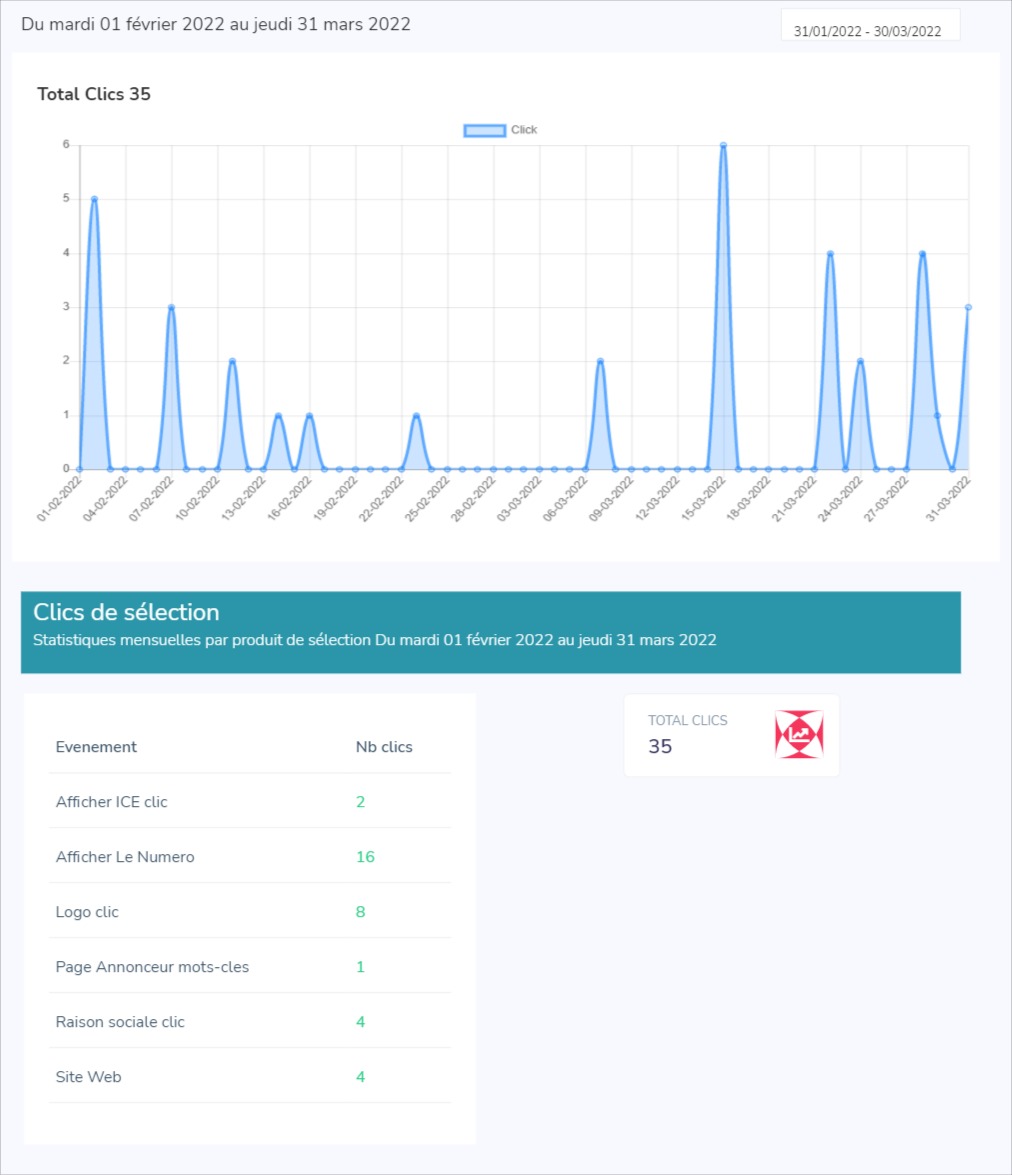 Du mardi 01 février 2022 au jeudi 31 mars 2022
31/01/2022 - 30/03/2022
Total Clics 35
Click
6
5
4
3
2
1
0
01-02-2022
04-02-2022
07-02-2022
10-02-2022
13-02-2022
16-02-2022
19-02-2022
22-02-2022
25-02-2022
28-02-2022
03-03-2022
06-03-2022
09-03-2022
12-03-2022
15-03-2022
18-03-2022
21-03-2022
24-03-2022
27-03-2022
31-03-2022
Clics de sélection
Statistiques mensuelles par produit de sélection Du mardi 01 février 2022 au jeudi 31 mars 2022
Evenement Nb clics
Afficher ICE clic 2
Afficher Le Numero 16
Logo clic 8
Page Annonceur mots-cles 1
Raison sociale clic 4
Site Web 4
TOTAL CLICS
35